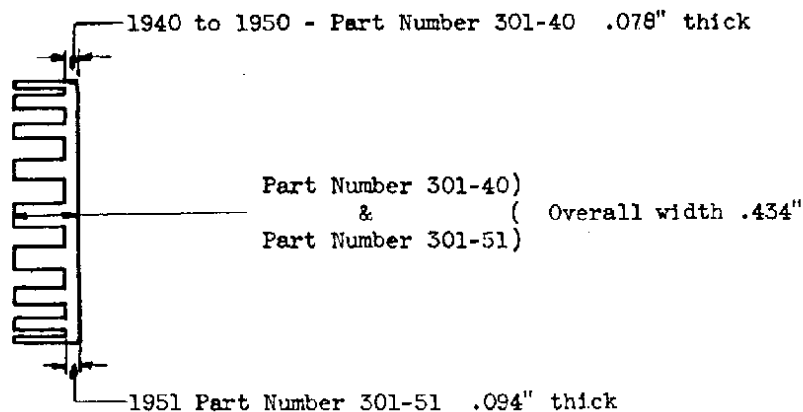 1940 to 1950 - Part Number 301-40 .078" thick
Part Number 301-40)
& ( Overall width .434"
Part Number 301-51)
1951 Part Number 301-51 .094" thick